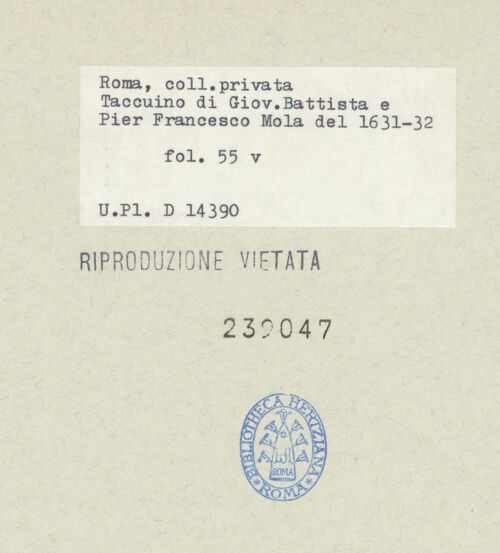 Roma, coll.privata
Taccuino di Giov.Battista e
Pier Francesco Mola del 1631-32
fol. 55 v
U.Pl. D 14390
RIPRODUZIONE VIETATA
239047
BIBLIOTHECA HERTZIANA
ROMA
*ROMA*